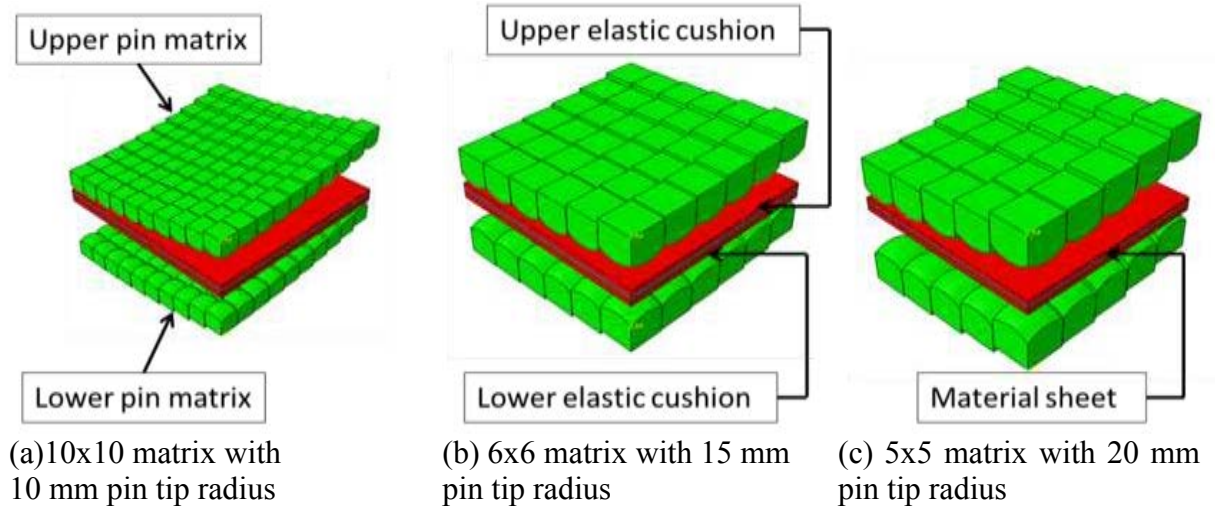 Upper pin matrix
Upper elastic cushion
Lower pin matrix
Lower elastic cushion
Material sheet
(a)10x10 matrix with
10 mm pin tip radius
(b) 6x6 matrix with 15 mm
pin tip radius
(c) 5x5 matrix with 20 mm
pin tip radius